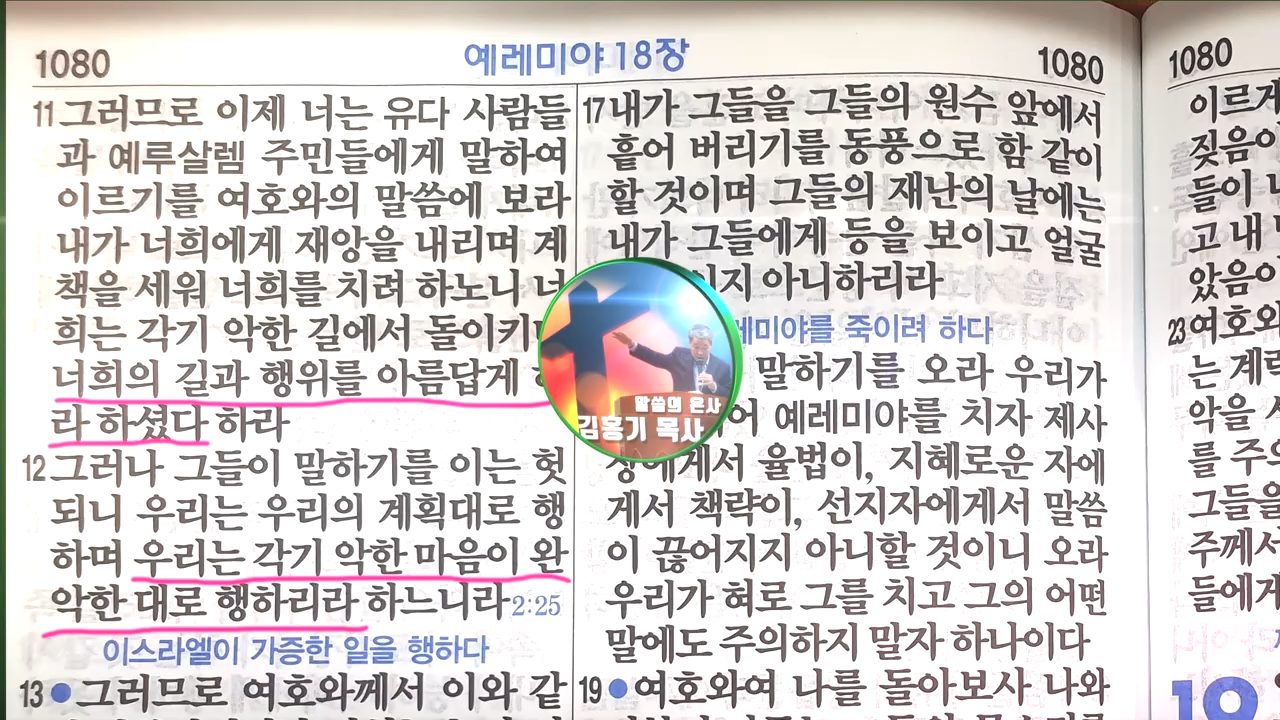 1080
예레미야 18장
1080
11 그러므로 이제 너는 유다 사람들
과 예루살렘 주민들에게 말하여
이르기를 여호와의 말씀에 보라
내가 너희에게 재앙을 내리며 계
책을 세워 너희를 치려 하노니 너
희는 각기 악한 길에서 돌이키
너희의 길과 행위를 아름답게
라 하셨다 하라
12 그러나 그들이 말하기를 이는 헛
되니 우리는 우리의 계획대로 행
하며 우리는 각기 악한 마음이 완
악한 대로 행하리라 하느니라 2:25
이스라엘이 가증한 일을 행하다
13 ●그러므로 여호와께서 이와 같
17 내가 그들을 그들의 원수 앞에서
흩어 버리기를 동풍으로 함 같이
할 것이며 그들의 재난의 날에는
내가 그들에게 등을 보이고 얼굴
이지 아니하리라
레미야를 죽이려 하다
말하기를 오라 우리가
어 예레미야를 치자 제사
장에게서 율법이, 지혜로운 자에
게서 책략이, 선지자에게서 말씀
이 끊어지지 아니할 것이니 오라
우리가 혀로 그를 치고 그의 어떤
말에도 주의하지 말자 하나이다
19 ●여호와여 나를 돌아보사 나와
말씀의 은사
김홍기 목사
1080
이르게
짖음이
들이
고 내
았음이
23 여호와
는 계략
악을
를 주의
그들을
주께서
들에게
19